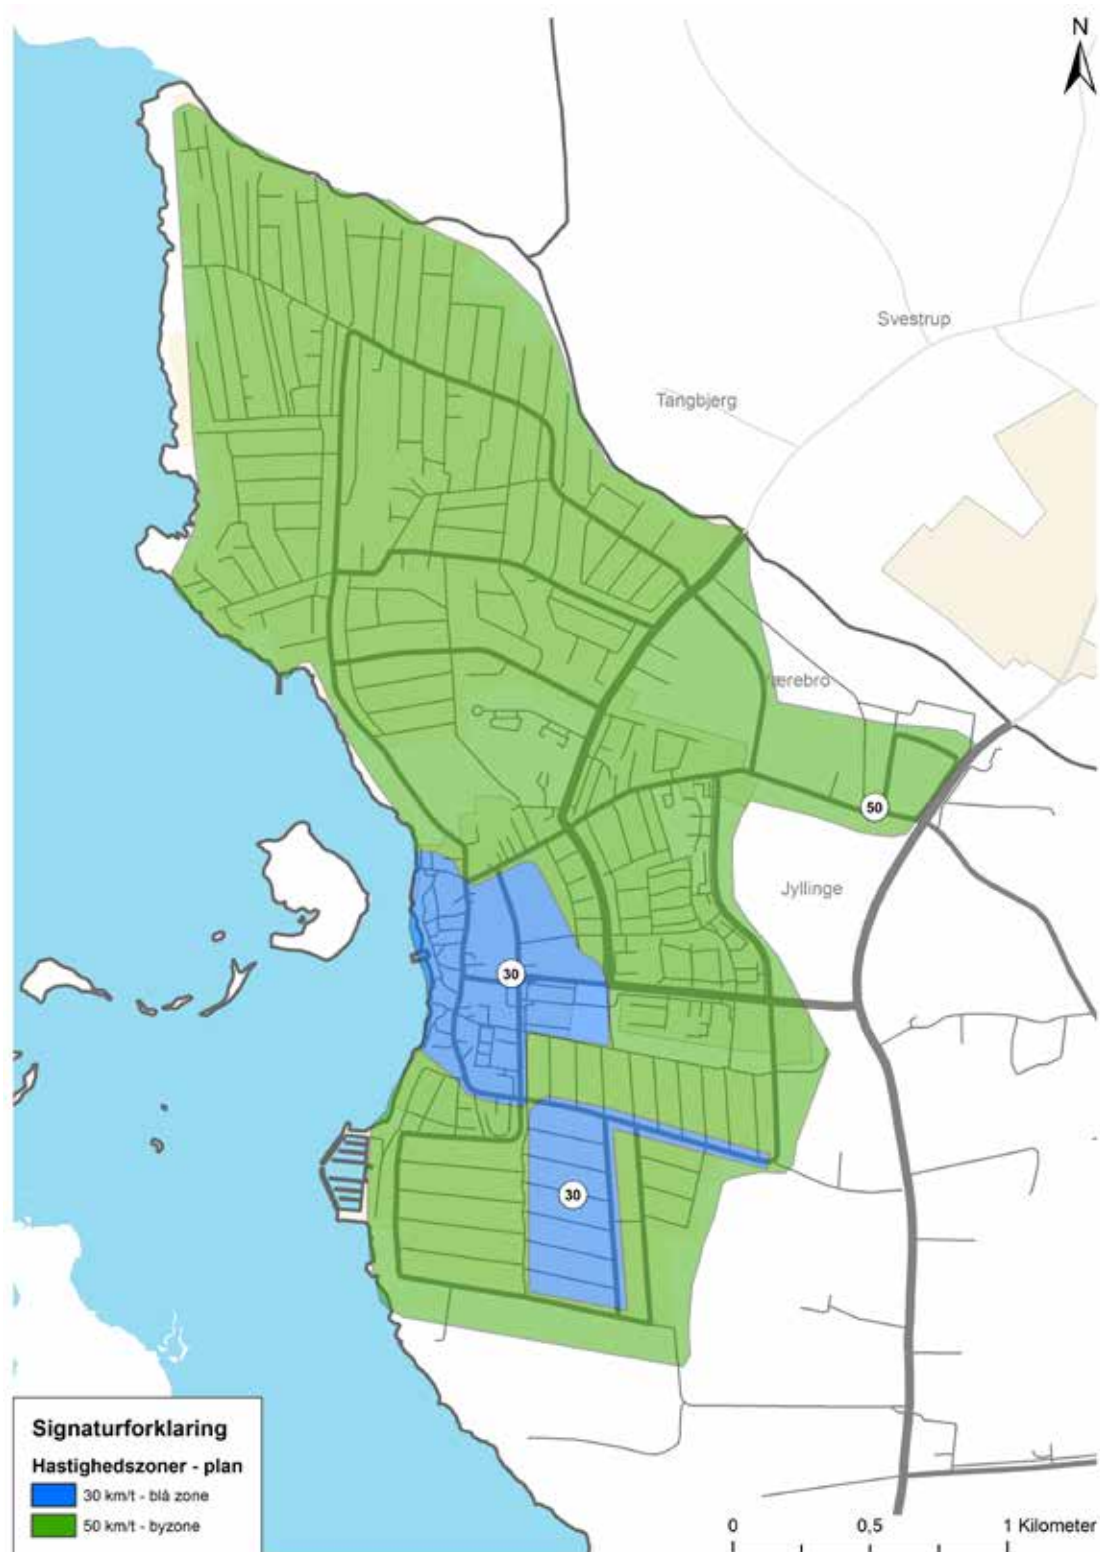 N
Svestrup
Tangbjerg
ærebro
50
Jyllinge
30
30
Signaturforklaring
Hastighedszoner - plan
30 km/t - blå zone
50 km/t - byzone
0 0,5 1 Kilometer